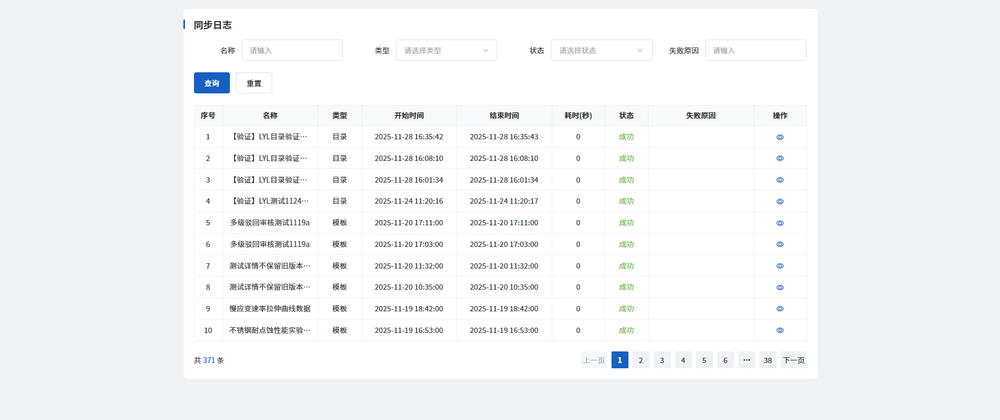 同步日志
名称 请输入 类型 请选择类型 状态 请选择状态 失败原因 请输入
查询 重置
序号 名称 类型 开始时间 结束时间 耗时(秒) 状态 失败原因 操作
1 【验证】LYL目录验证… 目录 2025-11-28 16:35:42 2025-11-28 16:35:43 0 成功
2 【验证】LYL目录验证… 目录 2025-11-28 16:08:10 2025-11-28 16:08:10 0 成功
3 【验证】LYL目录验证… 目录 2025-11-28 16:01:34 2025-11-28 16:01:34 0 成功
4 【验证】LYL测试1124… 目录 2025-11-24 11:20:16 2025-11-24 11:20:17 0 成功
5 多级驳回审核测试1119a 模板 2025-11-20 17:11:00 2025-11-20 17:11:00 0 成功
6 多级驳回审核测试1119a 模板 2025-11-20 17:03:00 2025-11-20 17:03:00 0 成功
7 测试详情不保留旧版本… 模板 2025-11-20 11:32:00 2025-11-20 11:32:00 0 成功
8 测试详情不保留旧版本… 模板 2025-11-20 10:35:00 2025-11-20 10:35:00 0 成功
9 慢应变速率拉伸曲线数据 模板 2025-11-19 18:42:00 2025-11-19 18:42:00 0 成功
10 不锈钢耐点蚀性能实验… 模板 2025-11-19 16:53:00 2025-11-19 16:53:00 0 成功
共 371 条 上一页 1 2 3 4 5 6 … 38 下一页